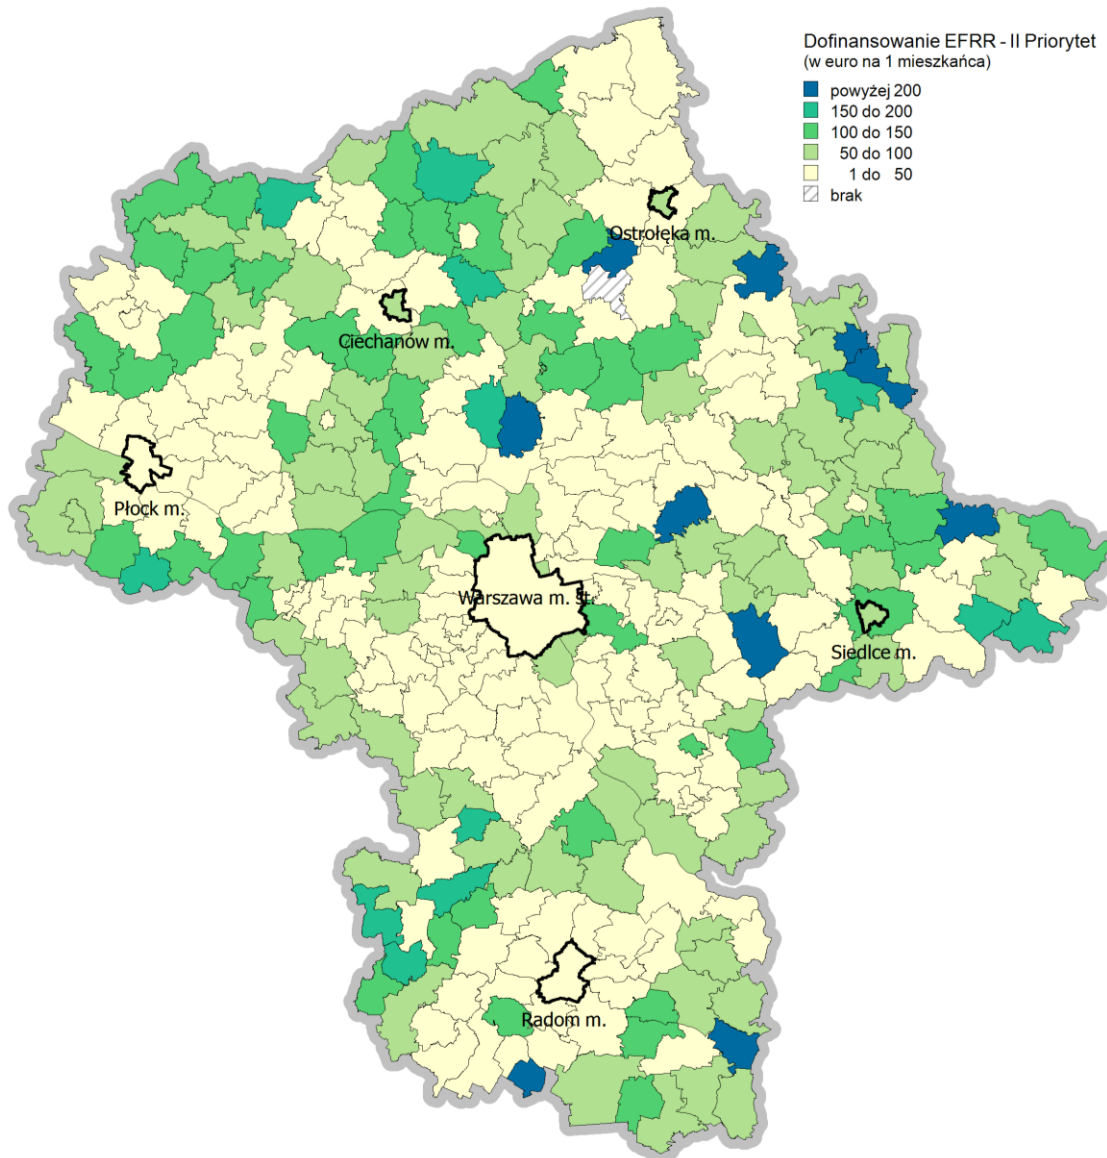 Dofinansowanie EFRR - II Priorytet
(w euro na 1 mieszkańca)
powyżej 200
150 do 200
100 do 150
50 do 100
1 do 50
brak
Ostrołęka m.
Ciechanów m.
Płock m.
Warszawa m. st.
Siedlce m.
Radom m.